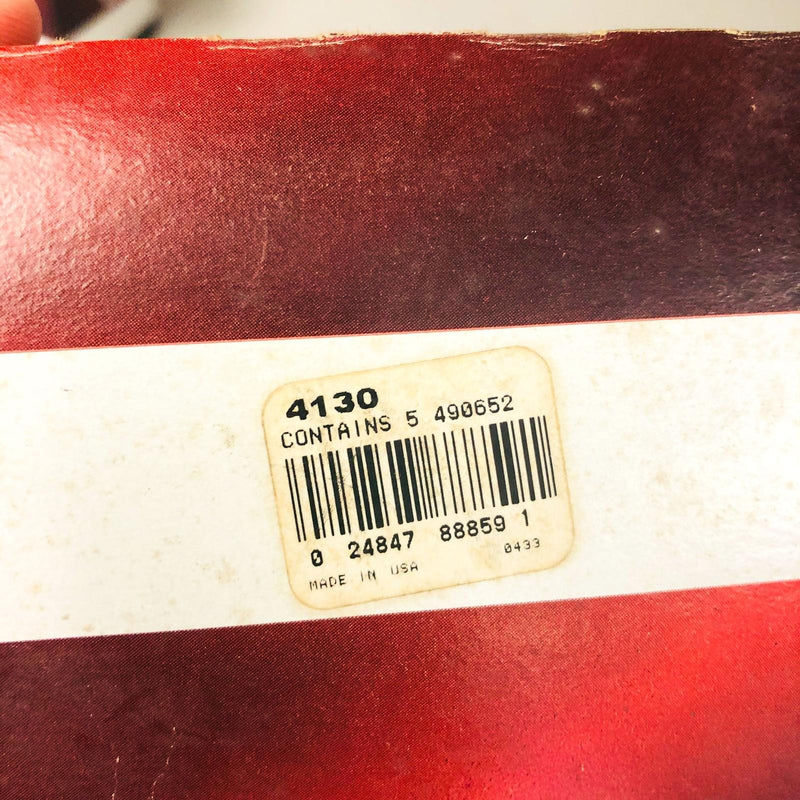 4130
CONTAINS 5 490652
0 24847 88859 1
MADE IN USA 0433